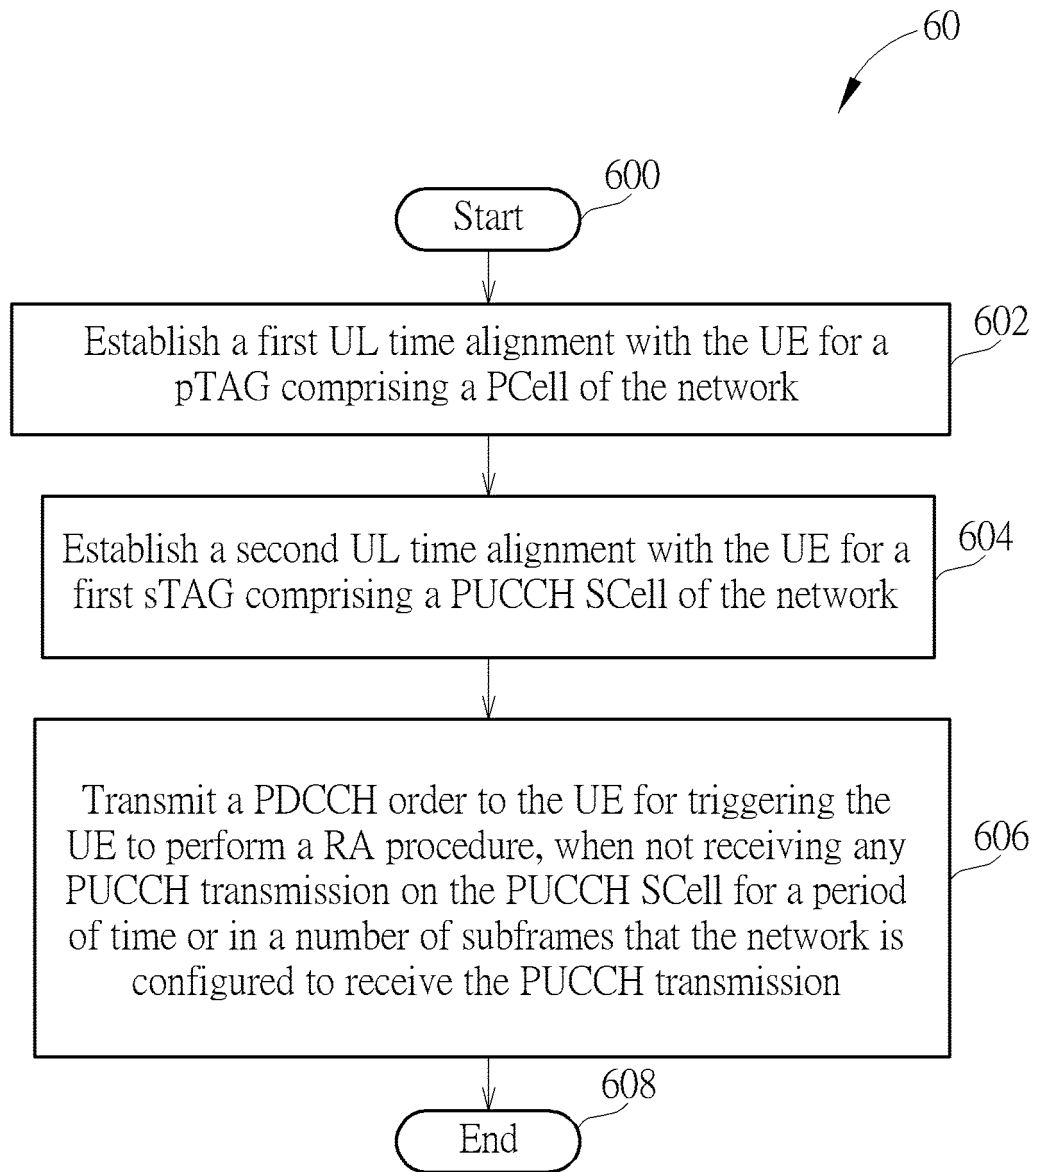 60
600
Start
602
Establish a first UL time alignment with the UE for a
pTAG comprising a PCell of the network
604
Establish a second UL time alignment with the UE for a
first sTAG comprising a PUCCH SCell of the network
606
Transmit a PDCCH order to the UE for triggering the
UE to perform a RA procedure, when not receiving any
PUCCH transmission on the PUCCH SCell for a period
of time or in a number of subframes that the network is
configured to receive the PUCCH transmission
608
End